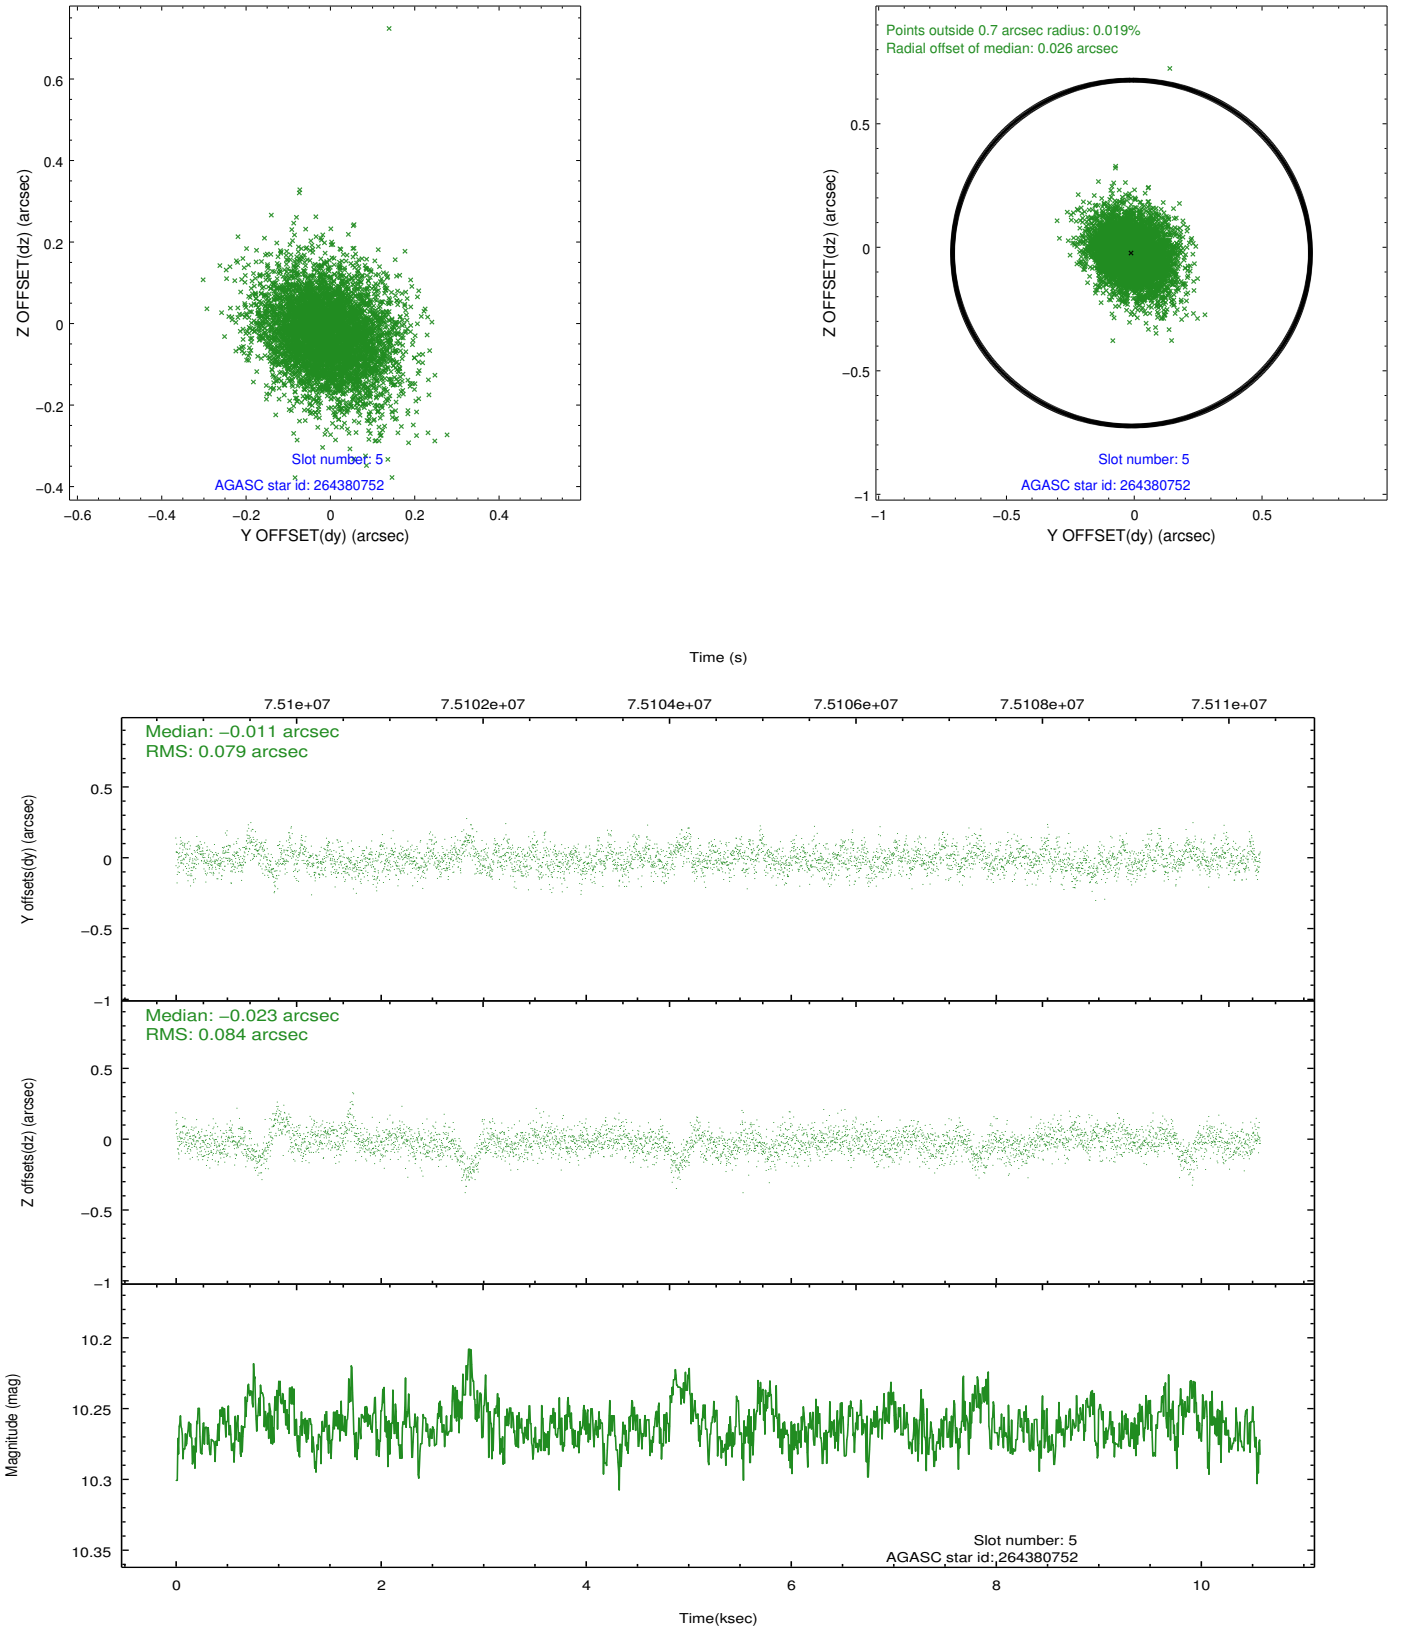 0.6
0.4
0.2
0
−0.2
−0.4
−0.6
−0.4
−0.2
0
0.2
0.4
Z OFFSET(dz) (arcsec)
Y OFFSET(dy) (arcsec)
Slot number: 5
AGASC star id: 264380752
Points outside 0.7 arcsec radius: 0.019%
Radial offset of median: 0.026 arcsec
0.5
0
−0.5
−1
−1
−0.5
0
0.5
Z OFFSET(dz) (arcsec)
Y OFFSET(dy) (arcsec)
Slot number: 5
AGASC star id: 264380752
Time (s)
7.51e+07
7.5102e+07
7.5104e+07
7.5106e+07
7.5108e+07
7.511e+07
Median: −0.011 arcsec
RMS: 0.079 arcsec
0.5
0
−0.5
−1
Y offsets(dy) (arcsec)
Median: −0.023 arcsec
RMS: 0.084 arcsec
0.5
0
−0.5
−1
Z offsets(dz) (arcsec)
10.2
10.25
10.3
10.35
Magnitude (mag)
Slot number: 5
AGASC star id: 264380752
0
2
4
6
8
10
Time(ksec)